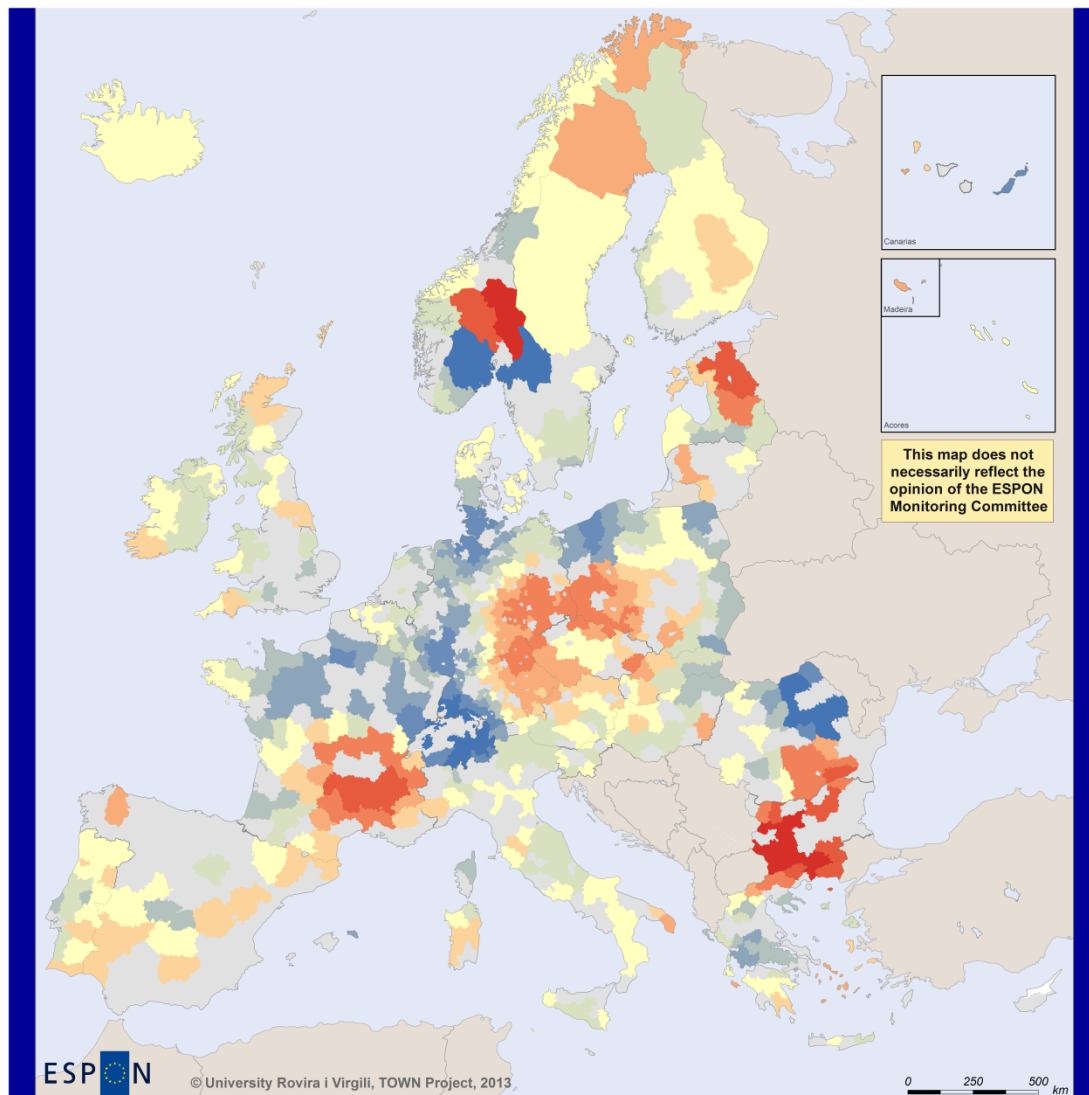 Canarias
Madeira
Acores
This map does not
necessarily reflect the
opinion of the ESPON
Monitoring Committee
ESPON
© University Rovira i Virgili, TOWN Project, 2013
0 250 500
km